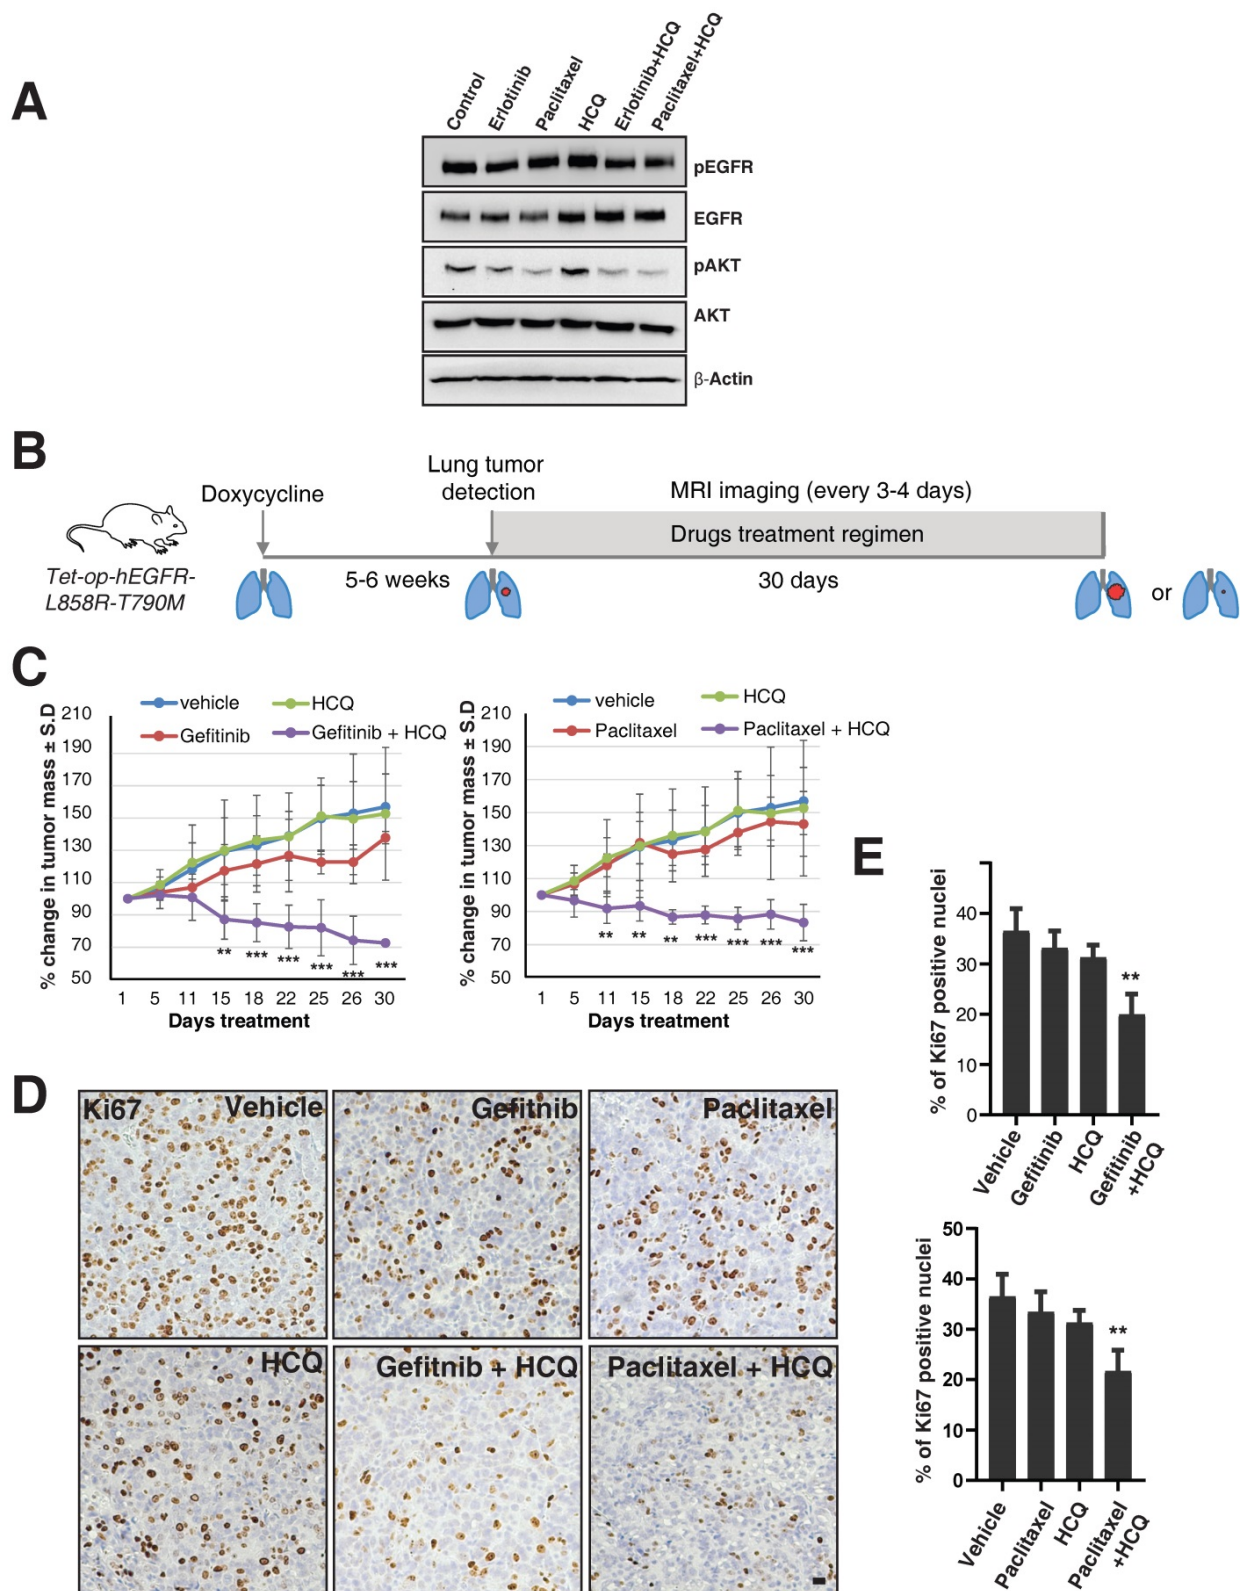 A
Control
Erlotinib
Paclitaxel
HCQ
Erlotinib+HCQ
Paclitaxel+HCQ
pEGFR
EGFR
pAKT
AKT
β-Actin
B
Doxycycline
Lung tumor
detection
MRI imaging (every 3-4 days)
Drugs treatment regimen
Tet-op-hEGFR-
L858R-T790M
5-6 weeks
30 days
or
C
vehicle
HCQ
Gefitinib
Gefitinib + HCQ
% change in tumor mass ± S.D
210
190
170
150
130
110
90
70
50
** *** *** *** *** ***
1 5 11 15 18 22 25 26 30
Days treatment
vehicle
HCQ
Paclitaxel
Paclitaxel + HCQ
% change in tumor mass ± S.D
210
190
170
150
130
110
90
70
50
** ** ** *** *** *** ***
1 5 11 15 18 22 25 26 30
Days treatment
D
Ki67 Vehicle
Gefitnib
Paclitaxel
HCQ
Gefitnib + HCQ
Paclitaxel + HCQ
E
% of Ki67 positive nuclei
40
30
20
10
0
**
Vehicle
Gefitinib
HCQ
Gefitinib
+HCQ
% of Ki67 positive nuclei
50
40
30
20
10
0
**
Vehicle
Paclitaxel
HCQ
Paclitaxel
+HCQ